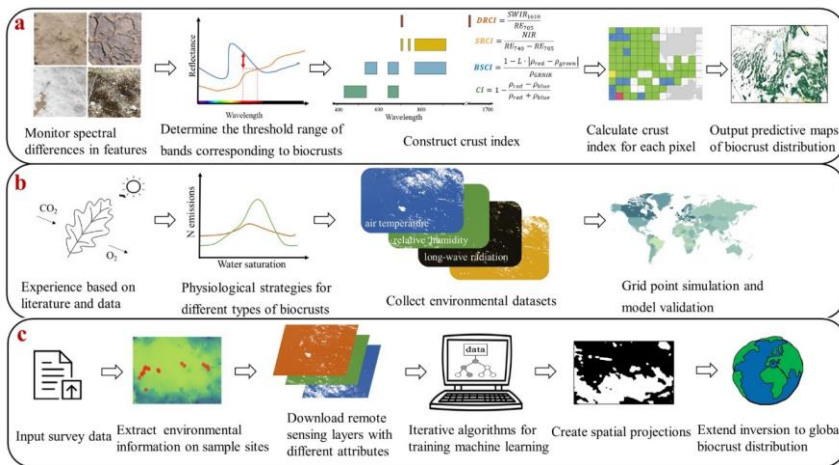 a
Reflectance
Wavelength
400
600
800
1700
Wavelength
DRCI = SWIR1610 / RE705
SRCI = NIR / RE740 − RE705
BSCI = 1 − L · |ρred − ρgreen| / ρGRNIR
CI = 1 − ρred − ρblue / ρred + ρblue
Monitor spectral
differences in features
Determine the threshold range of
bands corresponding to biocrusts
Construct crust index
Calculate crust
index for each pixel
Output predictive maps
of biocrust distribution
b
CO2
O2
N emissions
Water saturation
air temperature
relative humidity
long-wave radiation
Experience based on
literature and data
Physiological strategies for
different types of biocrusts
Collect environmental datasets
Grid point simulation and
model validation
c
data
Input survey data
Extract environmental
information on sample sites
Download remote
sensing layers with
different attributes
Iterative algorithms for
training machine learning
Create spatial projections
Extend inversion to global
biocrust distribution